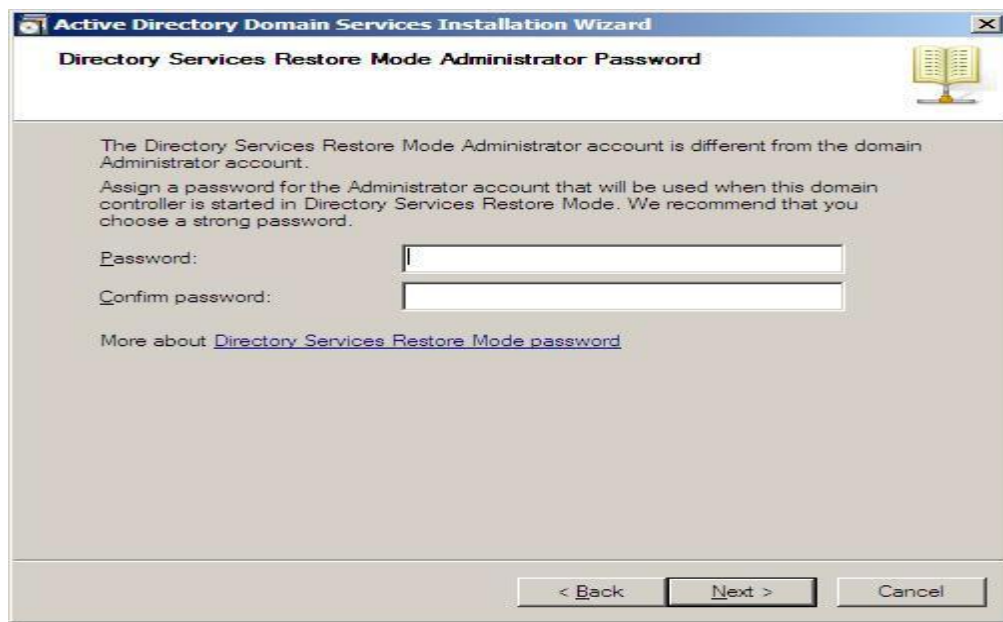 Active Directory Domain Services Installation Wizard
Directory Services Restore Mode Administrator Password
The Directory Services Restore Mode Administrator account is different from the domain
Administrator account.
Assign a password for the Administrator account that will be used when this domain
controller is started in Directory Services Restore Mode. We recommend that you
choose a strong password.
Password:
Confirm password:
More about Directory Services Restore Mode password
< Back Next > Cancel